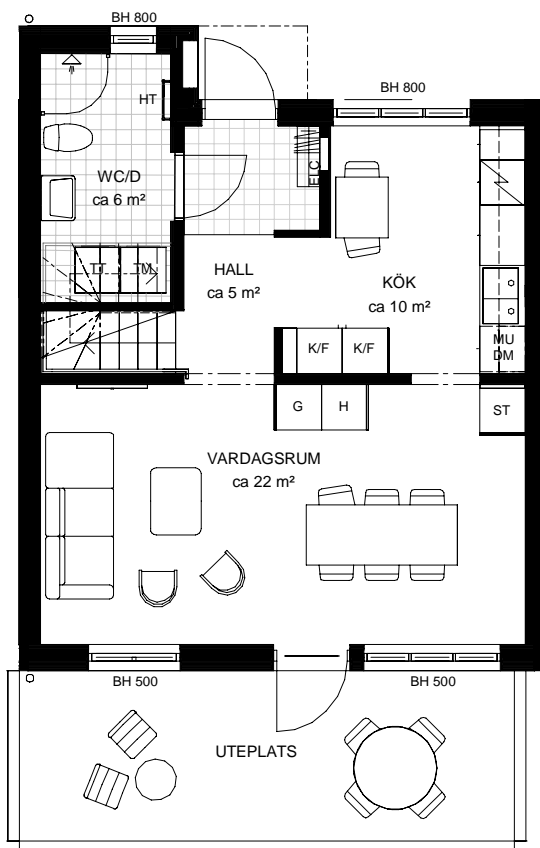 BH 800
HT
BH 800
WC/D
ca 6 m²
ELC
TT
TM
HALL
ca 5 m²
KÖK
ca 10 m²
K/F
K/F
MU
DM
G
H
ST
VARDAGSRUM
ca 22 m²
BH 500
BH 500
UTEPLATS